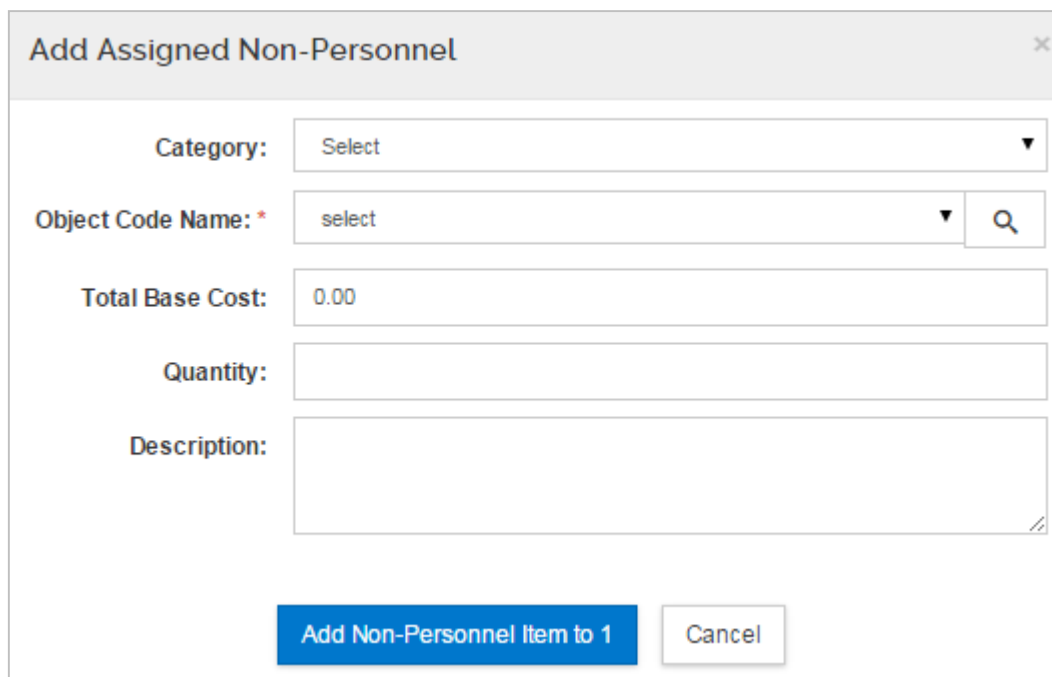 Add Assigned Non-Personnel ×
Category: Select
Object Code Name: * select
Total Base Cost: 0.00
Quantity:
Description:
Add Non-Personnel Item to 1 Cancel